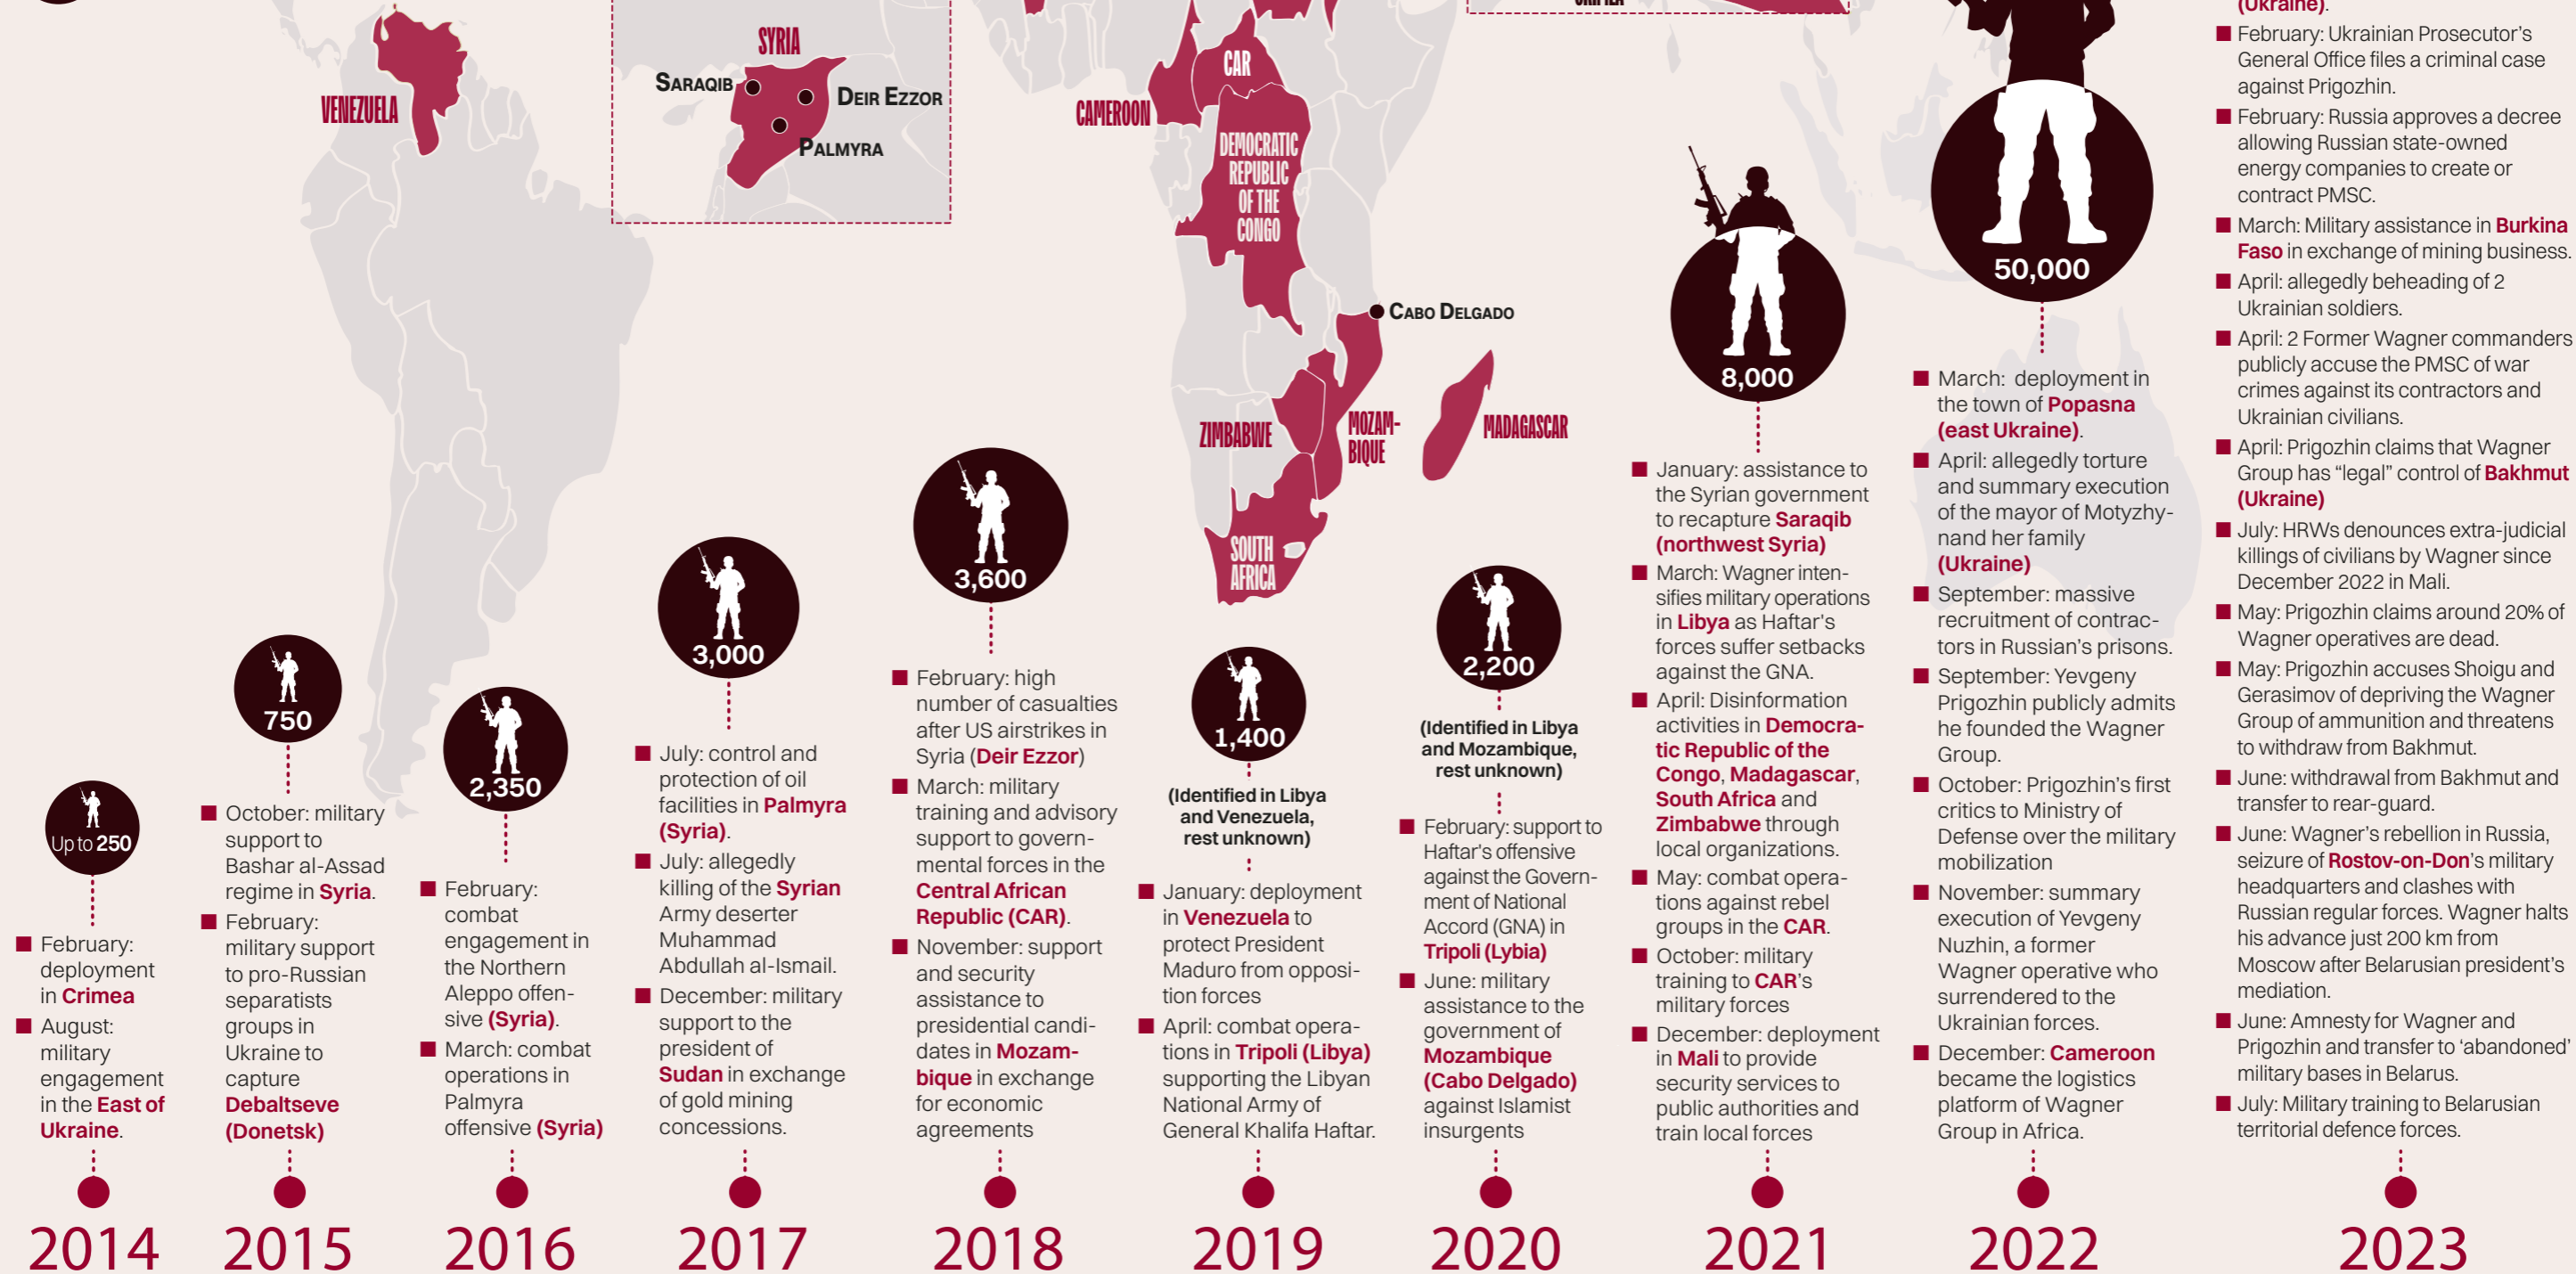 VENEZUELA
SYRIA
SARAQIB
DEIR EZZOR
PALMYRA
CAR
CAMEROON
DEMOCRATIC
REPUBLIC
OF THE
CONGO
CABO DELGADO
ZIMBABWE
MOZAM-
BIQUE
MADAGASCAR
SOUTH
AFRICA
Up to 250
February:
deployment
in Crimea
August:
military
engagement
in the East of
Ukraine.
2014
750
October: military
support to
Bashar al-Assad
regime in Syria.
February:
military support
to pro-Russian
separatists
groups in
Ukraine to
capture
Debaltseve
(Donetsk)
2015
2,350
February:
combat
engagement in
the Northern
Aleppo offen-
sive (Syria).
March: combat
operations in
Palmyra
offensive (Syria)
2016
3,000
July: control and
protection of oil
facilities in Palmyra
(Syria).
July: allegedly
killing of the Syrian
Army deserter
Muhammad
Abdullah al-Ismail.
December: military
support to the
president of
Sudan in exchange
of gold mining
concessions.
2017
3,600
February: high
number of casualties
after US airstrikes in
Syria (Deir Ezzor)
March: military
training and advisory
support to govern-
mental forces in the
Central African
Republic (CAR).
November: support
and security
assistance to
presidential candi-
dates in Mozam-
bique in exchange
for economic
agreements
2018
1,400
(Identified in Libya
and Venezuela,
rest unknown)
January: deployment
in Venezuela to
protect President
Maduro from opposi-
tion forces
April: combat opera-
tions in Tripoli (Libya)
supporting the Libyan
National Army of
General Khalifa Haftar.
2019
2,200
(Identified in Libya
and Mozambique,
rest unknown)
February: support to
Haftar's offensive
against the Govern-
ment of National
Accord (GNA) in
Tripoli (Lybia)
June: military
assistance to the
government of
Mozambique
(Cabo Delgado)
against Islamist
insurgents
2020
8,000
January: assistance to
the Syrian government
to recapture Saraqib
(northwest Syria)
March: Wagner inten-
sifies military operations
in Libya as Haftar's
forces suffer setbacks
against the GNA.
April: Disinformation
activities in Democra-
tic Republic of the
Congo, Madagascar,
South Africa and
Zimbabwe through
local organizations.
May: combat opera-
tions against rebel
groups in the CAR.
October: military
training to CAR's
military forces
December: deployment
in Mali to provide
security services to
public authorities and
train local forces
2021
50,000
March: deployment in
the town of Popasna
(east Ukraine).
April: allegedly torture
and summary execution
of the mayor of Motyzhy-
nand her family
(Ukraine)
September: massive
recruitment of contrac-
tors in Russian's prisons.
September: Yevgeny
Prigozhin publicly admits
he founded the Wagner
Group.
October: Prigozhin's first
critics to Ministry of
Defense over the military
mobilization
November: summary
execution of Yevgeny
Nuzhin, a former
Wagner operative who
surrendered to the
Ukrainian forces.
December: Cameroon
became the logistics
platform of Wagner
Group in Africa.
2022
(Ukraine).
February: Ukrainian Prosecutor's
General Office files a criminal case
against Prigozhin.
February: Russia approves a decree
allowing Russian state-owned
energy companies to create or
contract PMSC.
March: Military assistance in Burkina
Faso in exchange of mining business.
April: allegedly beheading of 2
Ukrainian soldiers.
April: 2 Former Wagner commanders
publicly accuse the PMSC of war
crimes against its contractors and
Ukrainian civilians.
April: Prigozhin claims that Wagner
Group has “legal” control of Bakhmut
(Ukraine)
July: HRWs denounces extra-judicial
killings of civilians by Wagner since
December 2022 in Mali.
May: Prigozhin claims around 20% of
Wagner operatives are dead.
May: Prigozhin accuses Shoigu and
Gerasimov of depriving the Wagner
Group of ammunition and threatens
to withdraw from Bakhmut.
June: withdrawal from Bakhmut and
transfer to rear-guard.
June: Wagner's rebellion in Russia,
seizure of Rostov-on-Don's military
headquarters and clashes with
Russian regular forces. Wagner halts
his advance just 200 km from
Moscow after Belarusian president's
mediation.
June: Amnesty for Wagner and
Prigozhin and transfer to ‘abandoned’
military bases in Belarus.
July: Military training to Belarusian
territorial defence forces.
2023